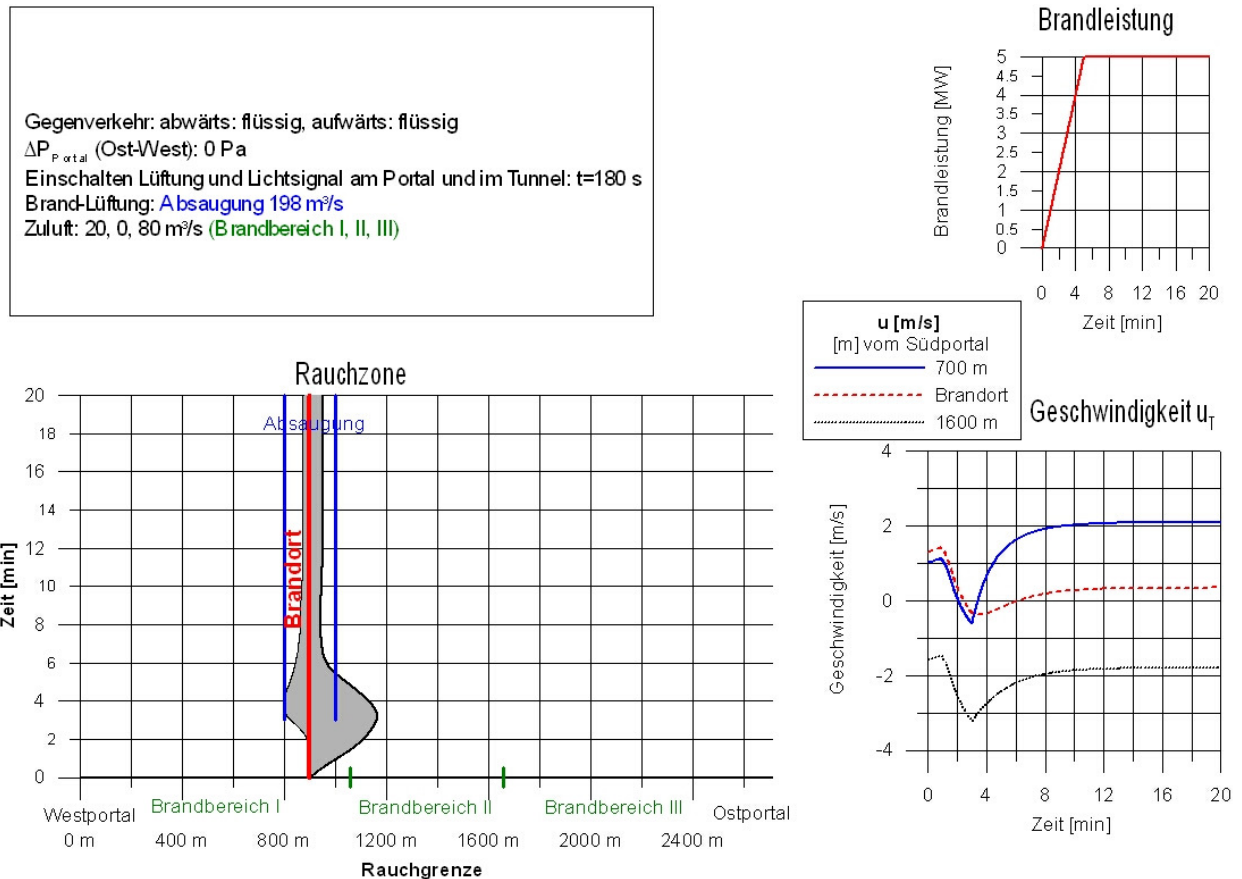 Gegenverkehr: abwärts: flüssig, aufwärts: flüssig
ΔP Portal (Ost-West): 0 Pa
Einschalten Lüftung und Lichtsignal am Portal und im Tunnel: t=180 s
Brand-Lüftung: Absaugung 198 m³/s
Zuluft: 20, 0, 80 m³/s (Brandbereich I, II, III)
Brandleistung
Brandleistung [MW]
5
4.5
4
3.5
3
2.5
2
1.5
1
0.5
0
0 4 8 12 16 20
Zeit [min]
u [m/s]
[m] vom Südportal
700 m
Brandort
1600 m
Rauchzone
Absaugung
Brandort
Zeit [min]
20
18
16
14
12
10
8
6
4
2
0
Westportal
Brandbereich I
Brandbereich II
Brandbereich III
Ostportal
0 m 400 m 800 m 1200 m 1600 m 2000 m 2400 m
Rauchgrenze
Geschwindigkeit uT
Geschwindigkeit [m/s]
4
2
0
-2
-4
0 4 8 12 16 20
Zeit [min]